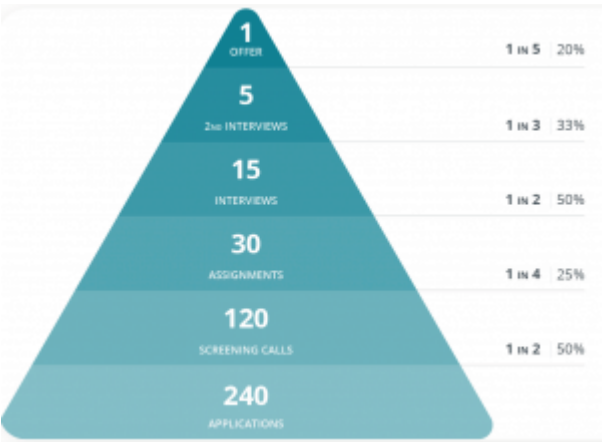 1
OFFER
1 IN 5 20%
5
2ND INTERVIEWS
1 IN 3 33%
15
INTERVIEWS
1 IN 2 50%
30
ASSIGNMENTS
1 IN 4 25%
120
SCREENING CALLS
1 IN 2 50%
240
APPLICATIONS